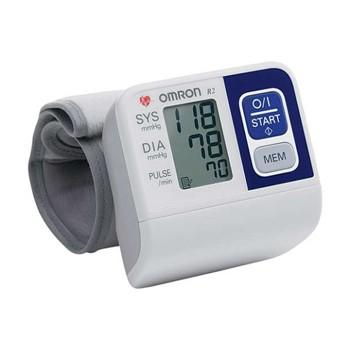 OMRON R2
SYS
mmHg
118
DIA
mmHg
78
PULSE
/min
70
O/I
START
MEM